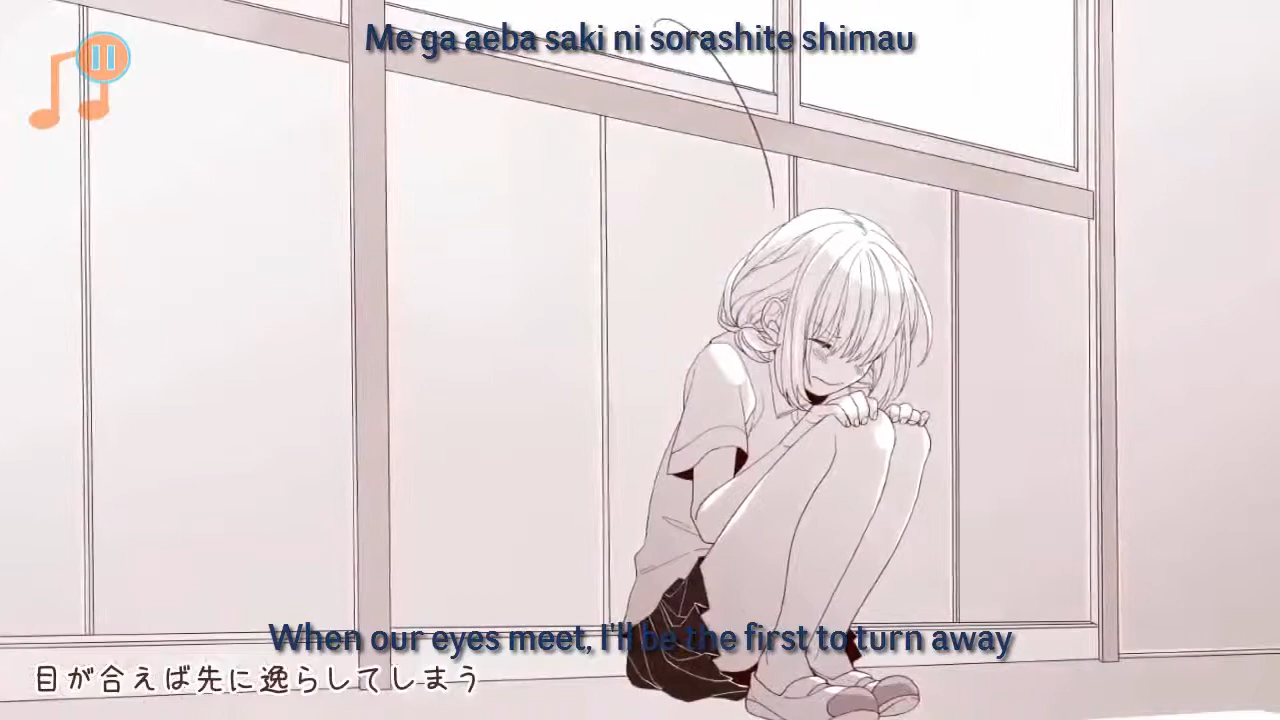 Me ga aeba saki ni sorashite shimau
When our eyes meet, I'll be the first to turn away
目が合えば先に逸らしてしまう